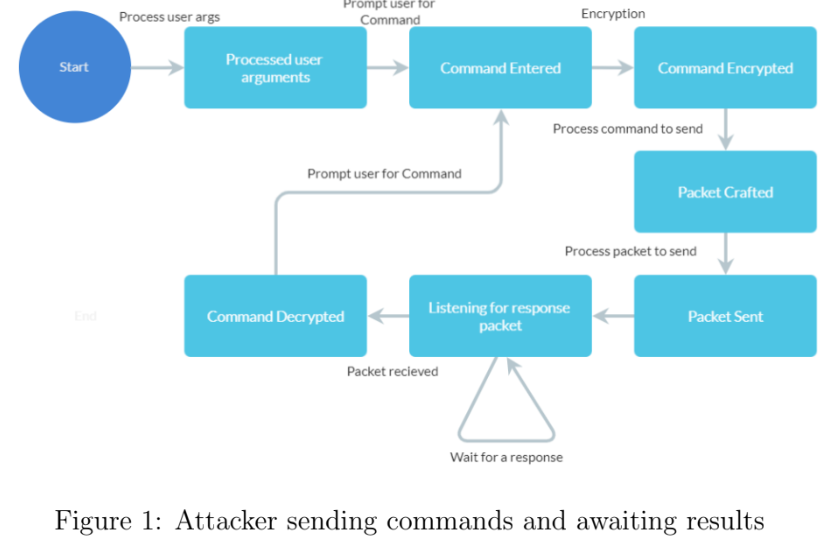 Process user args
Prompt user for
Command
Encryption
Start
Processed user
arguments
Command Entered
Command Encrypted
Process command to send
Prompt user for Command
Packet Crafted
Process packet to send
End
Command Decrypted
Listening for response
packet
Packet Sent
Packet recieved
Wait for a response
Figure 1: Attacker sending commands and awaiting results